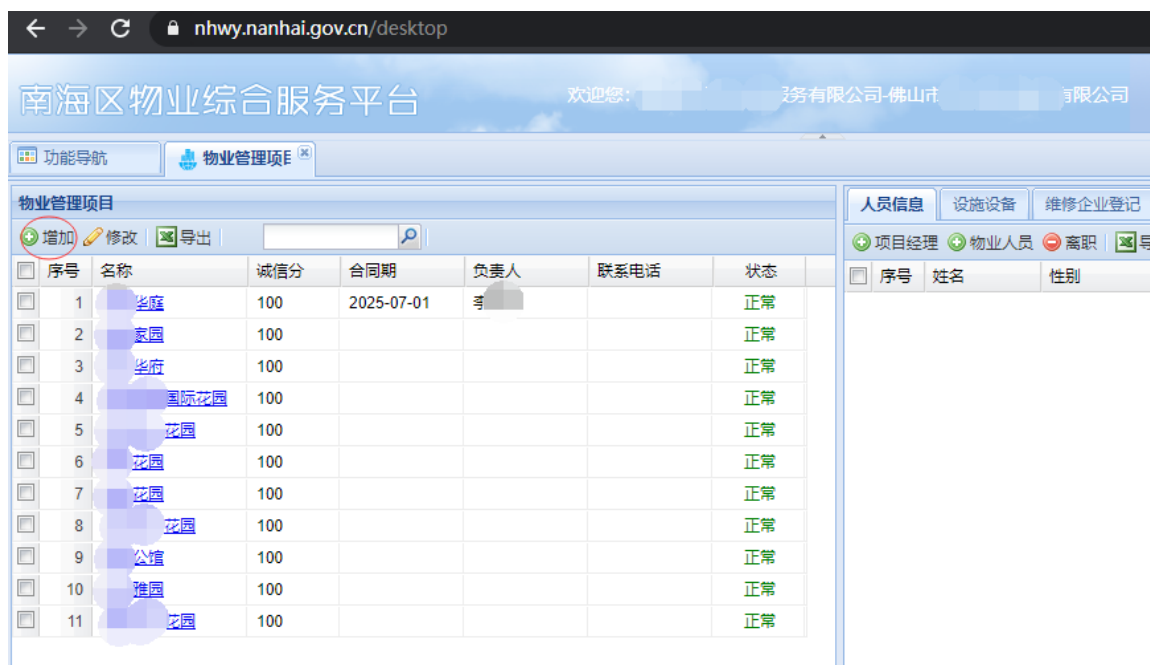 nhwy.nanhai.gov.cn/desktop
南海区物业综合服务平台
欢迎您: 务有限公司-佛山市 有限公司
功能导航 物业管理项目
物业管理项目
增加 修改 导出
序号 名称 诚信分 合同期 负责人 联系电话 状态
1 华庭 100 2025-07-01 李 正常
2 家园 100 正常
3 华府 100 正常
4 国际花园 100 正常
5 花园 100 正常
6 花园 100 正常
7 花园 100 正常
8 花园 100 正常
9 公馆 100 正常
10 雅园 100 正常
11 花园 100 正常
人员信息 设施设备 维修企业登记
项目经理 物业人员 离职 导
序号 姓名 性别